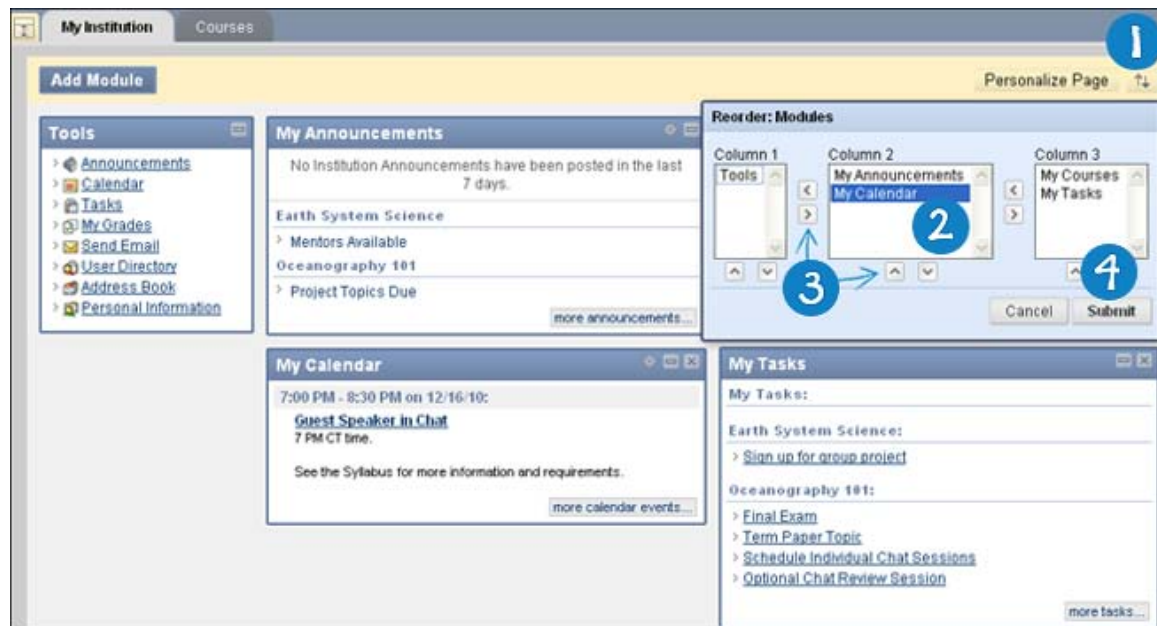 My Institution
Courses
1
Add Module
Personalize Page
Tools
Announcements
Calendar
Tasks
My Grades
Send Email
User Directory
Address Book
Personal Information
My Announcements
No Institution Announcements have been posted in the last
7 days.
Earth System Science
Mentors Available
Oceanography 101
Project Topics Due
more announcements...
Reorder: Modules
Column 1
Tools
Column 2
My Announcements
My Calendar
2
Column 3
My Courses
My Tasks
3
4
Cancel
Submit
My Calendar
7:00 PM - 8:30 PM on 12/16/10:
Guest Speaker in Chat
7 PM CT time.
See the Syllabus for more information and requirements.
more calendar events...
My Tasks
My Tasks:
Earth System Science:
Sign up for group project
Oceanography 101:
Final Exam
Term Paper Topic
Schedule Individual Chat Sessions
Optional Chat Review Session
more tasks...